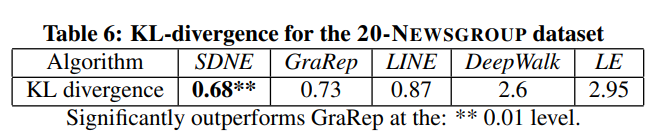 Table 6: KL-divergence for the 20-NEWSGROUP dataset
Algorithm SDNE GraRep LINE DeepWalk LE
KL divergence 0.68** 0.73 0.87 2.6 2.95
Significantly outperforms GraRep at the: ** 0.01 level.